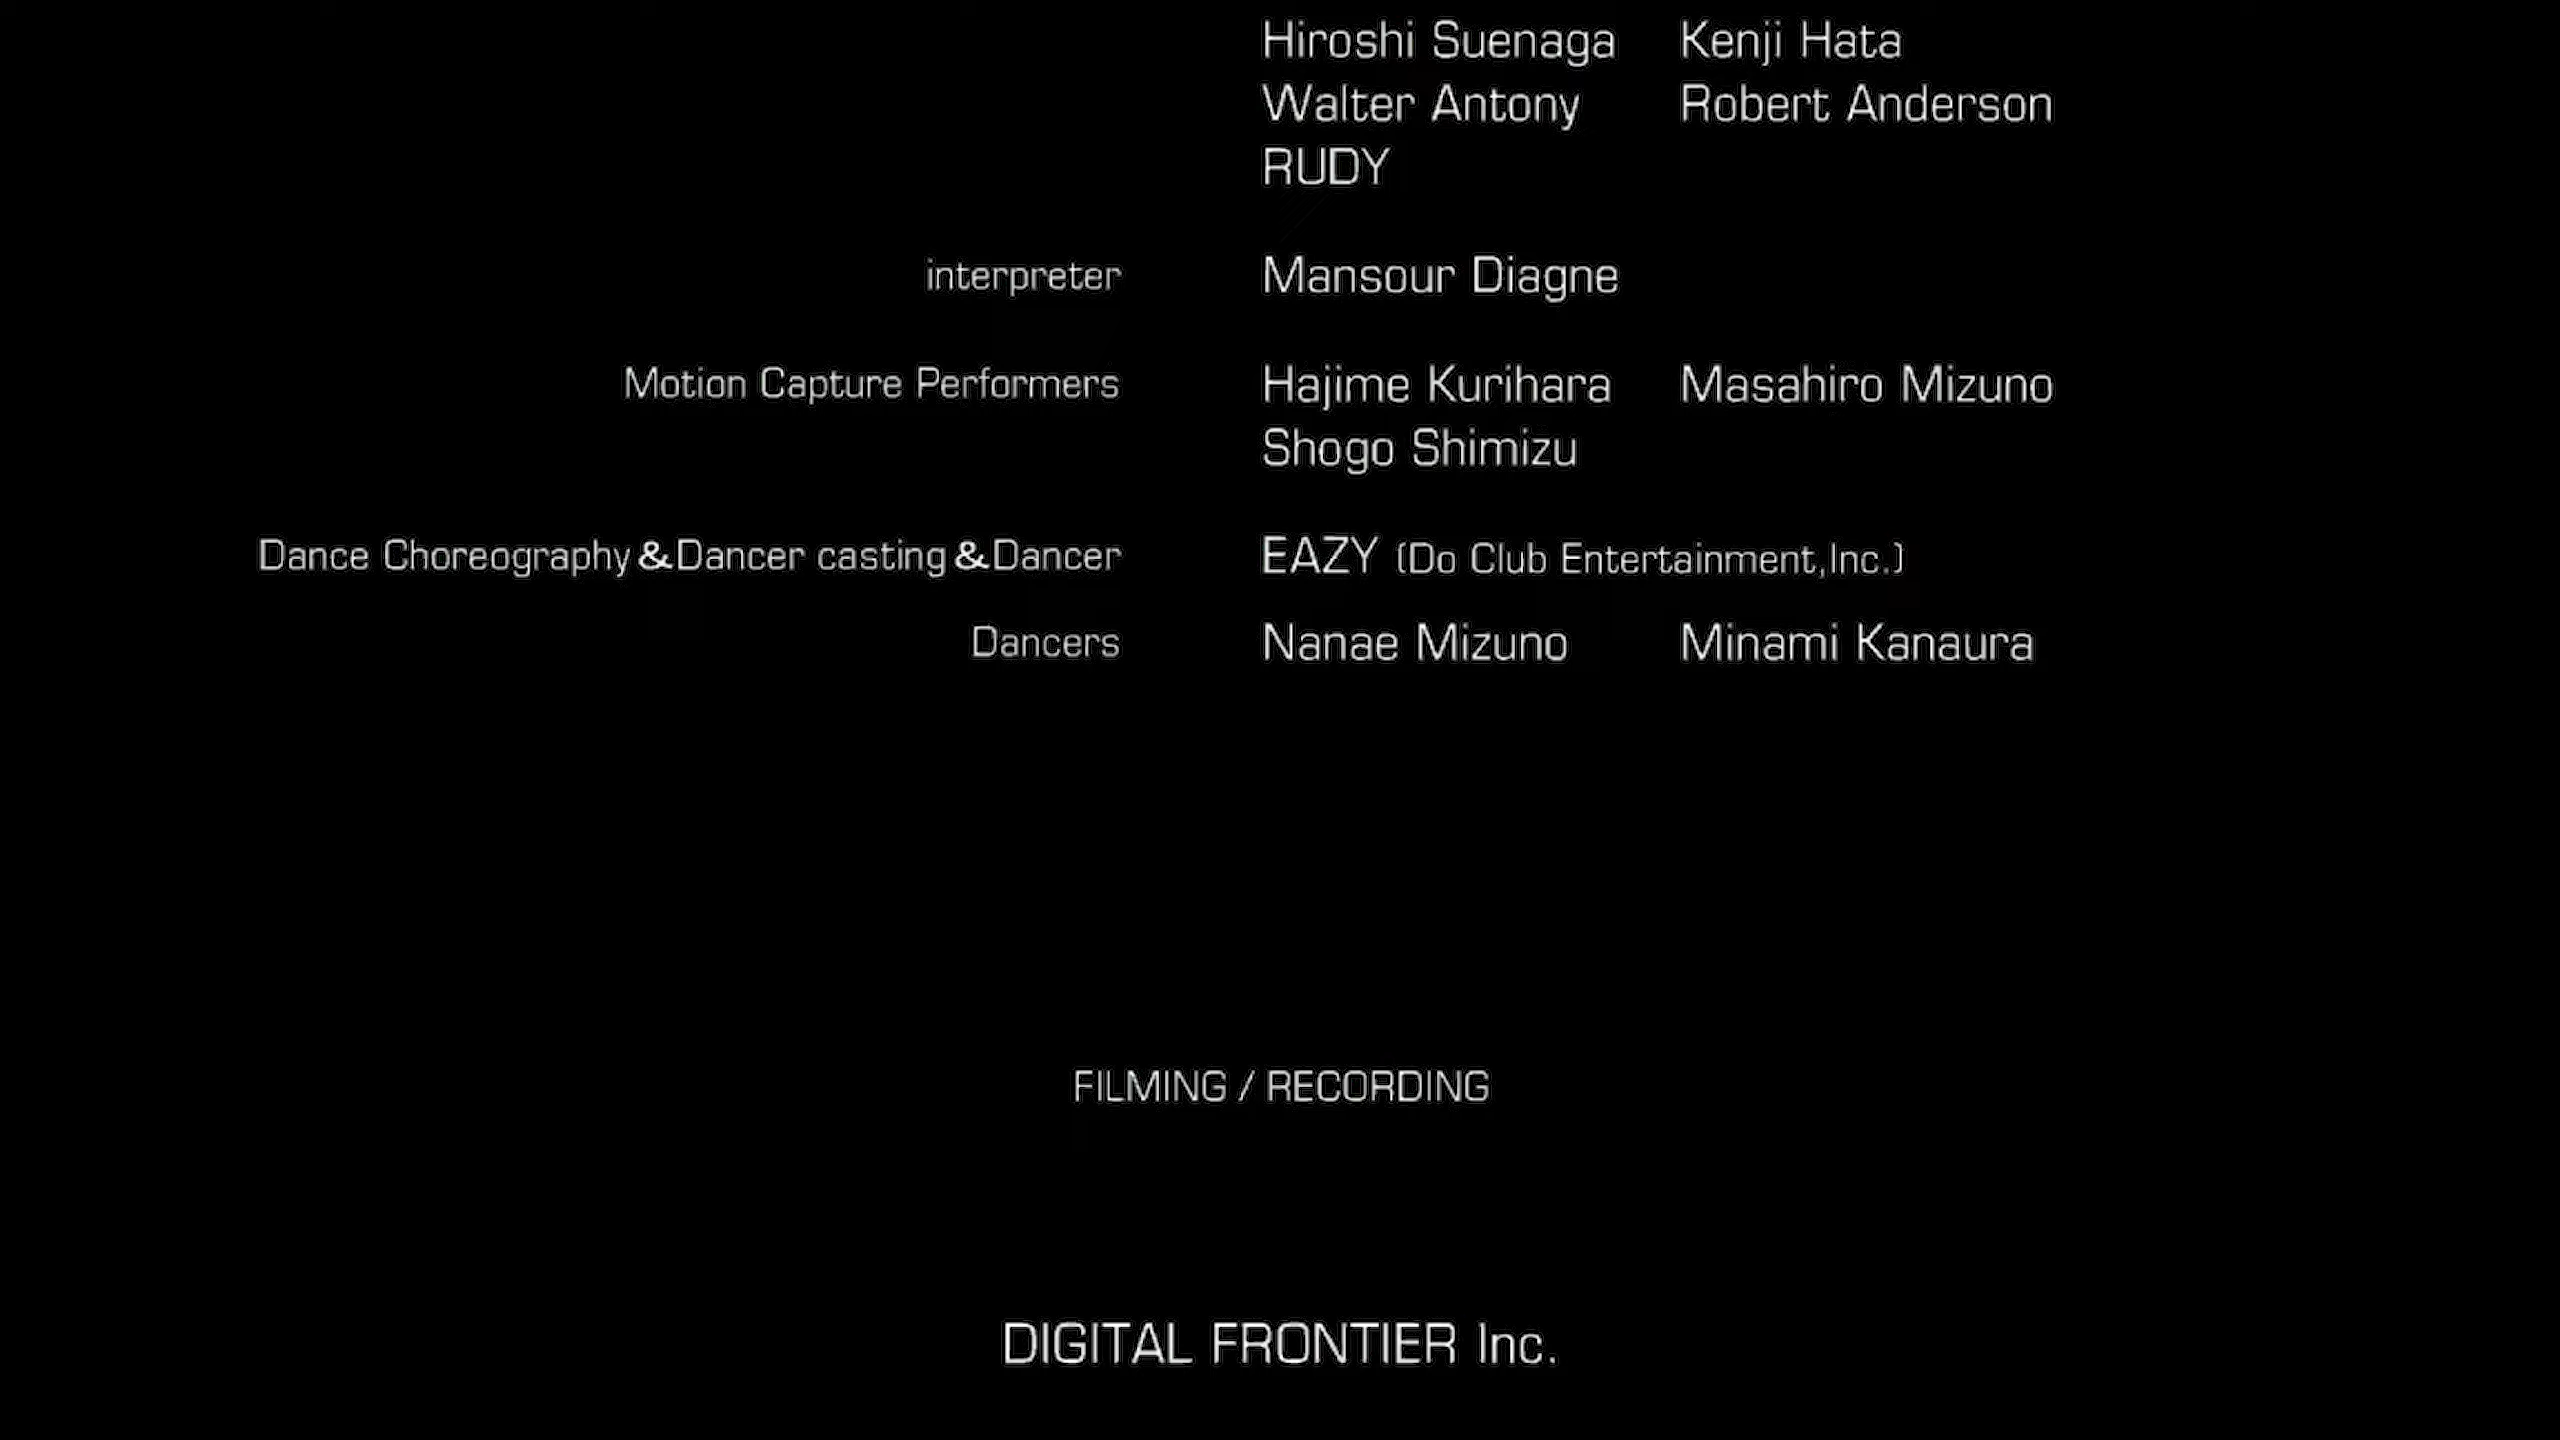 Hiroshi Suenaga Kenji Hata
Walter Antony Robert Anderson
RUDY
interpreter Mansour Diagne
Motion Capture Performers Hajime Kurihara Masahiro Mizuno
Shogo Shimizu
Dance Choreography&Dancer casting&Dancer EAZY (Do Club Entertainment,Inc.)
Dancers Nanae Mizuno Minami Kanaura
FILMING / RECORDING
DIGITAL FRONTIER Inc.